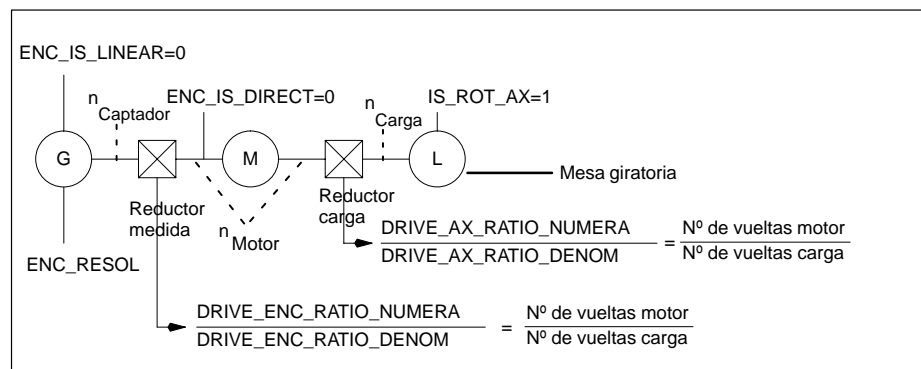 ENC_IS_LINEAR=0
n Captador
ENC_IS_DIRECT=0
n Carga
IS_ROT_AX=1
G
M
L
Mesa giratoria
Reductor medida
n Motor
Reductor carga
ENC_RESOL
DRIVE_AX_RATIO_NUMERA
DRIVE_AX_RATIO_DENOM
=
Nº de vueltas motor
Nº de vueltas carga
DRIVE_ENC_RATIO_NUMERA
DRIVE_ENC_RATIO_DENOM
=
Nº de vueltas motor
Nº de vueltas carga